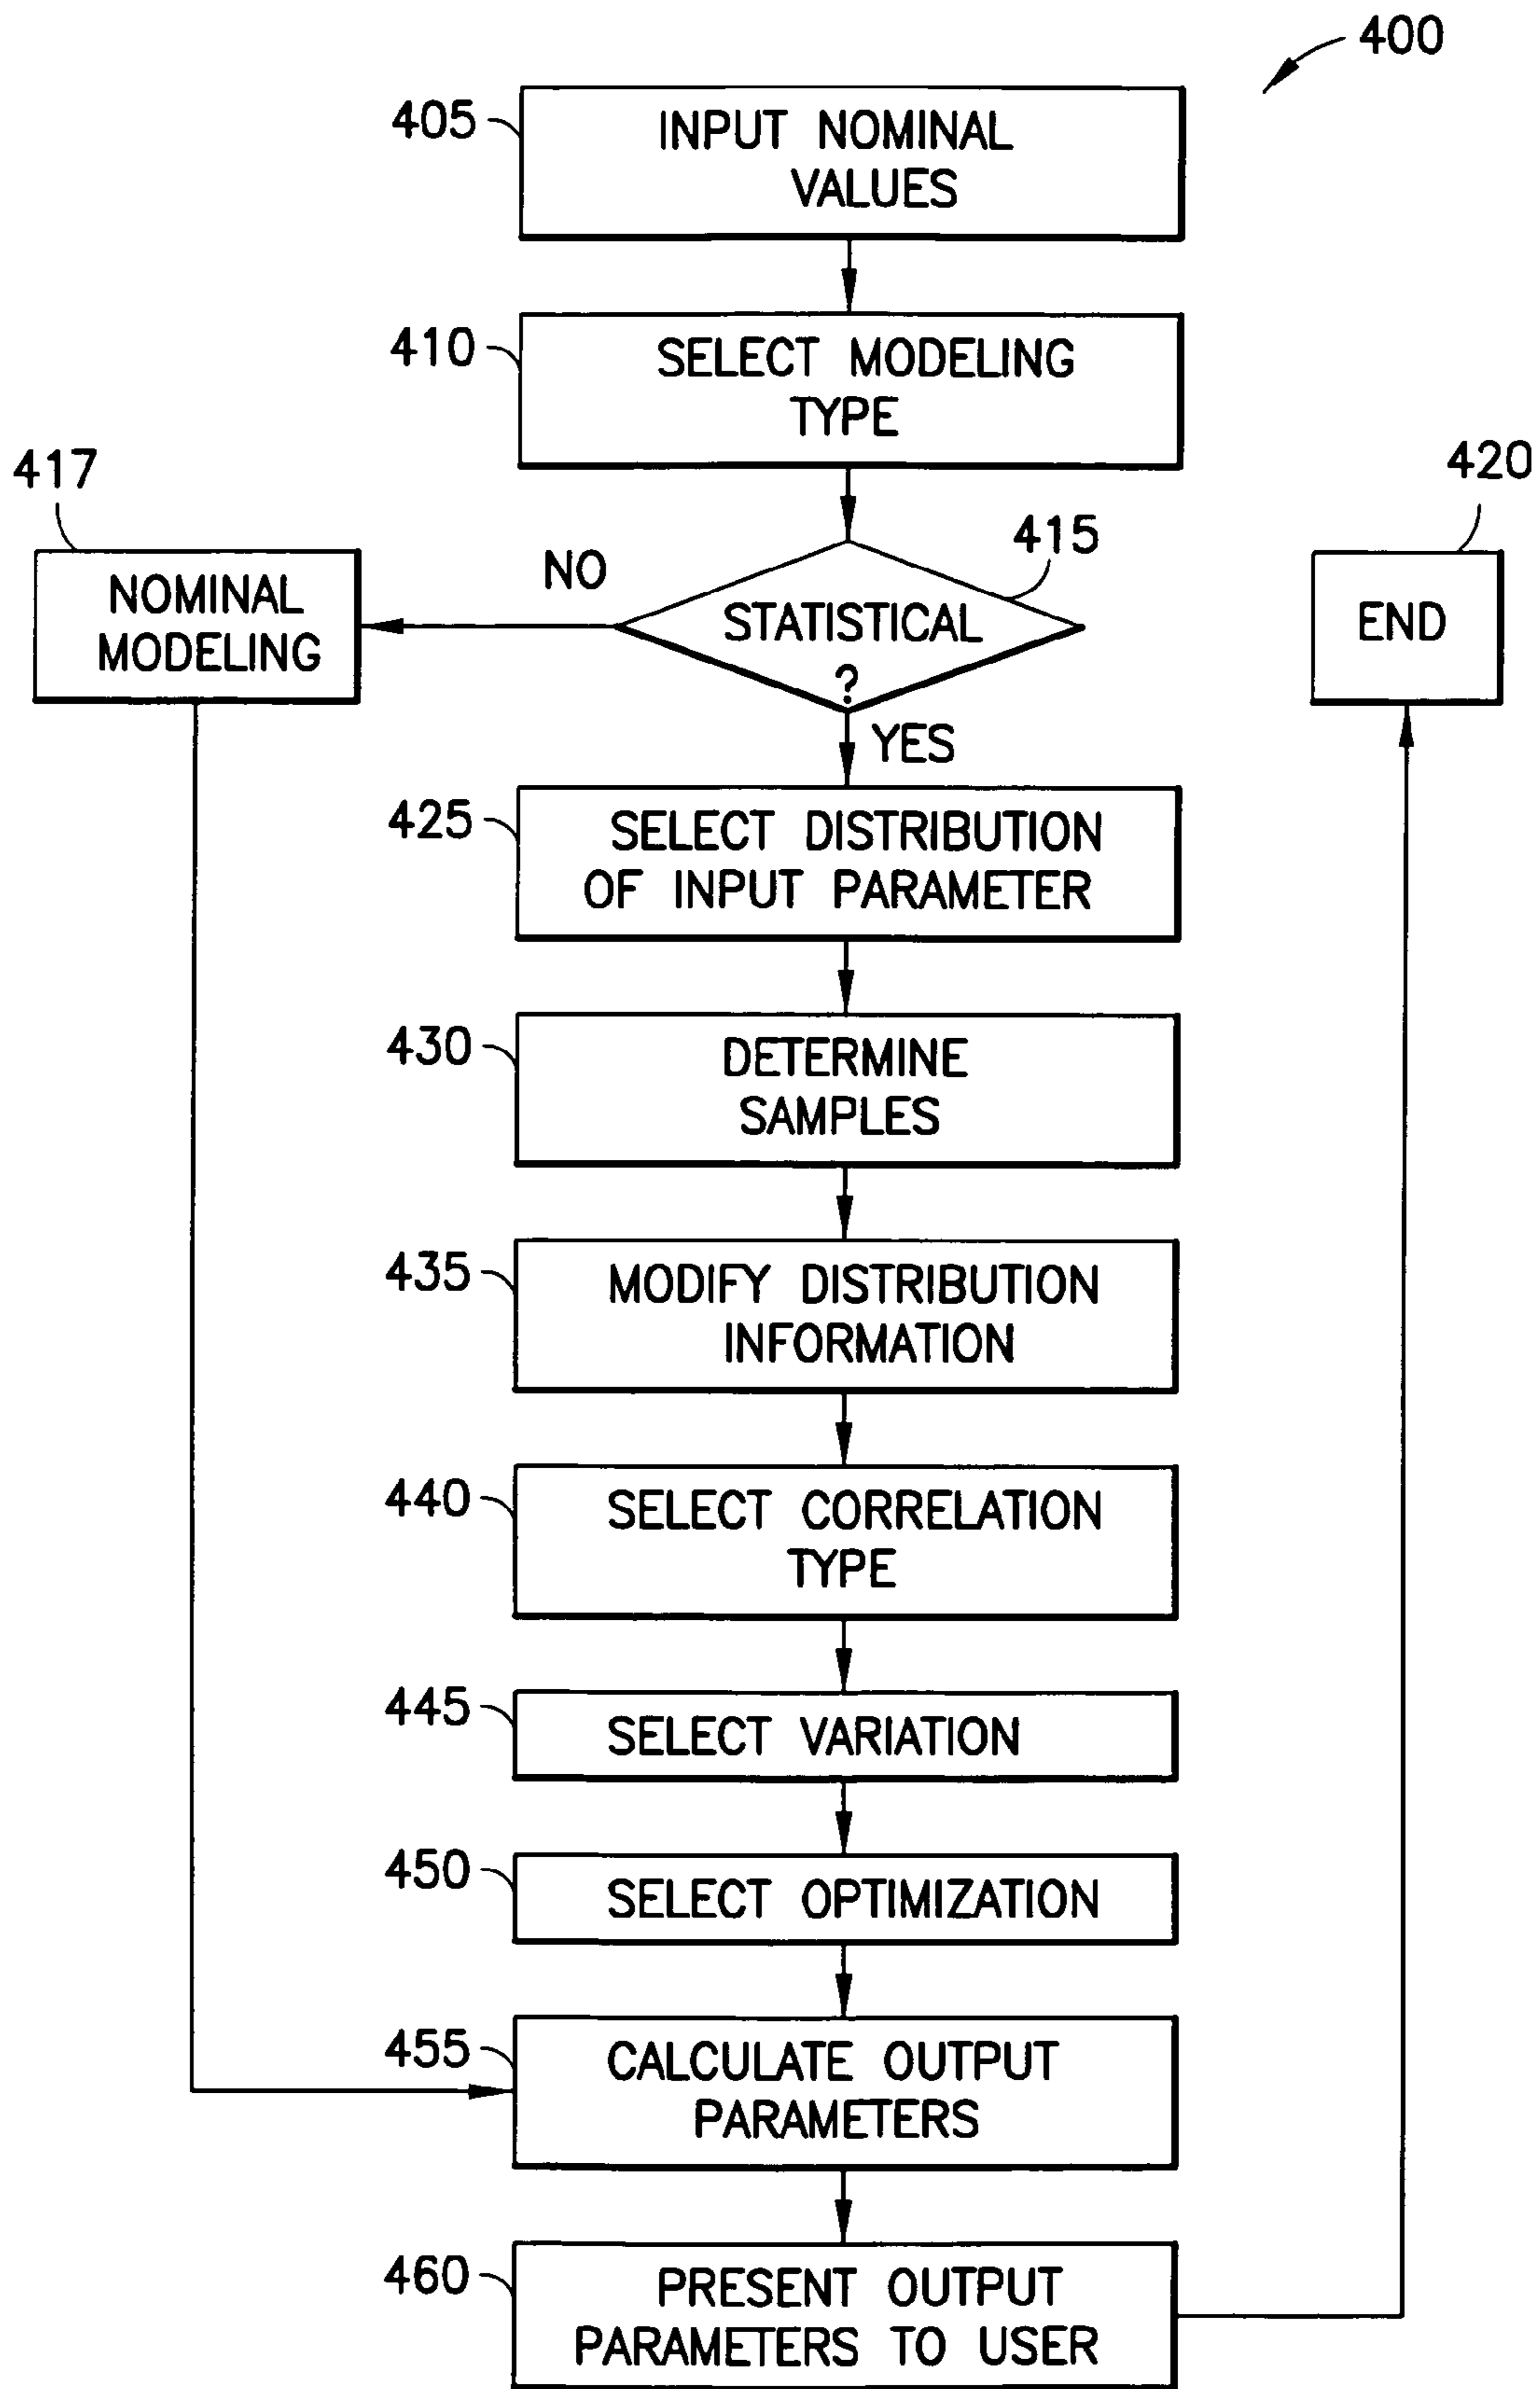 400
405
INPUT NOMINAL
VALUES
410
SELECT MODELING
TYPE
417
NOMINAL
MODELING
NO
415
STATISTICAL
?
YES
420
END
425
SELECT DISTRIBUTION
OF INPUT PARAMETER
430
DETERMINE
SAMPLES
435
MODIFY DISTRIBUTION
INFORMATION
440
SELECT CORRELATION
TYPE
445
SELECT VARIATION
450
SELECT OPTIMIZATION
455
CALCULATE OUTPUT
PARAMETERS
460
PRESENT OUTPUT
PARAMETERS TO USER